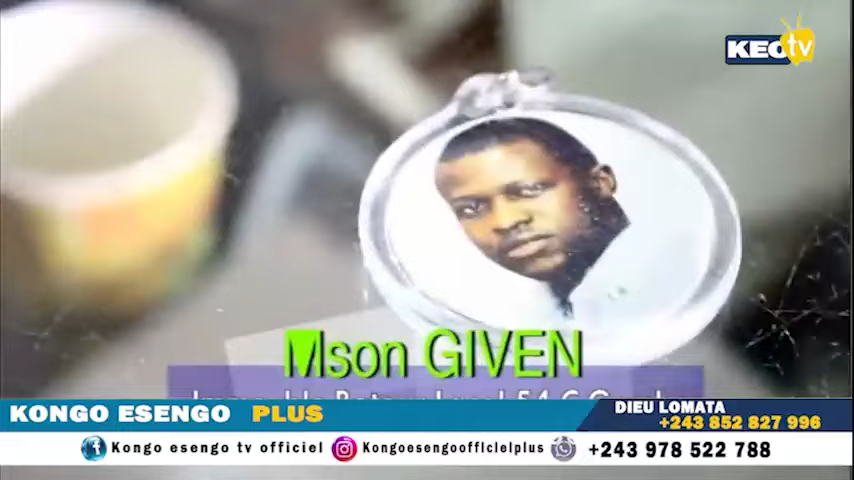 KEO tv
Mson GIVEN
KONGO ESENGO PLUS
DIEU LOMATA
+243 852 827 996
Kongo esengo tv officiel
Kongoesengoofficielplus
+243 978 522 788